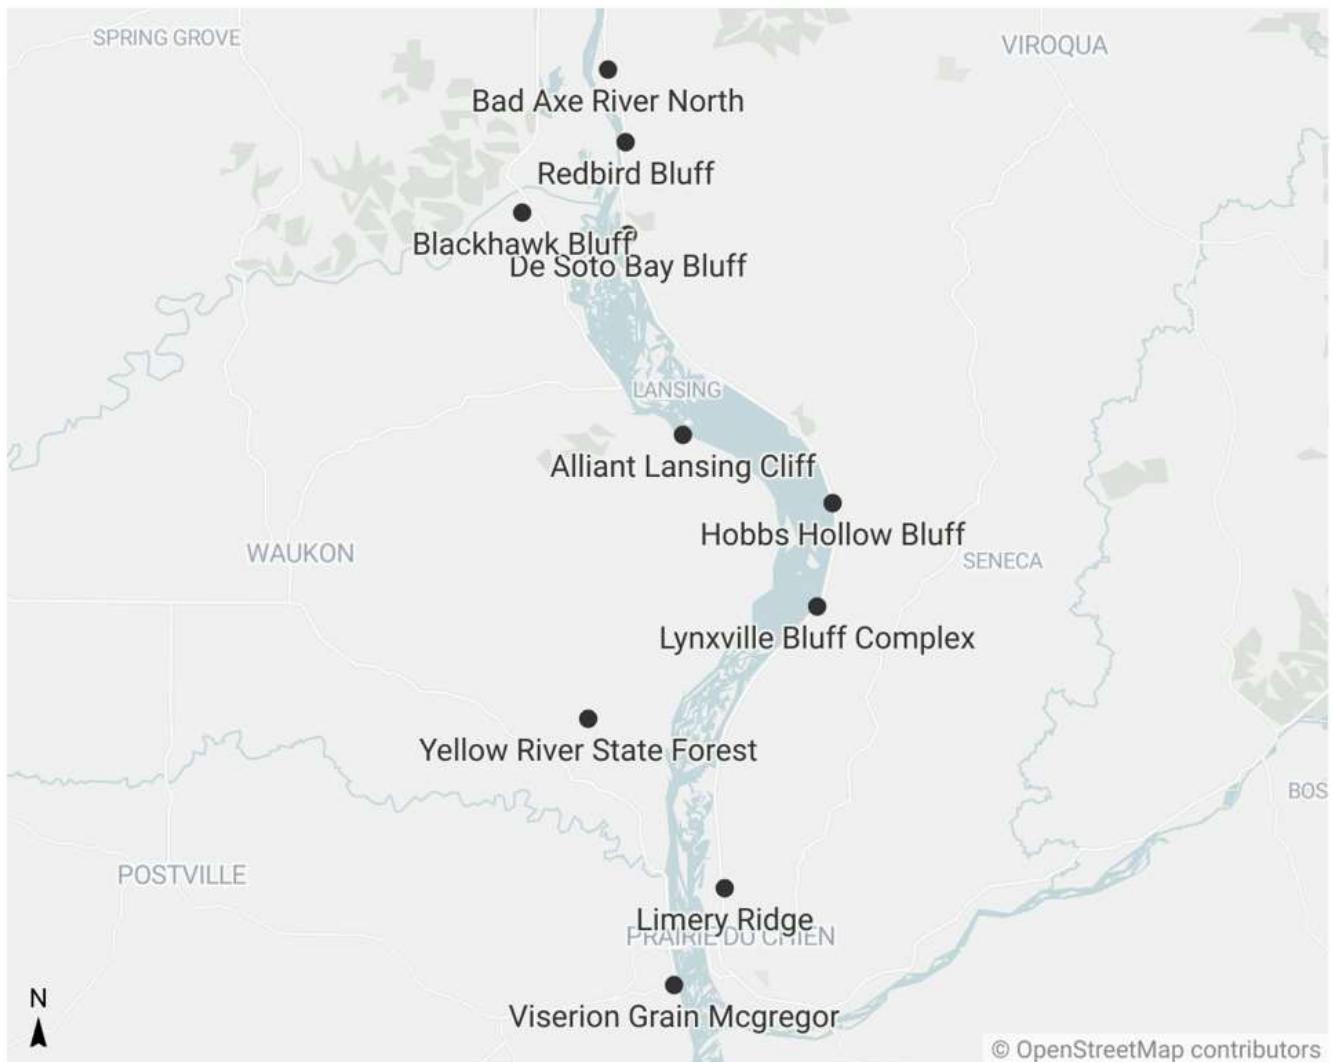 SPRING GROVE
VIROQUA
Bad Axe River North
Redbird Bluff
Blackhawk Bluff
De Soto Bay Bluff
LANSING
Alliant Lansing Cliff
Hobbs Hollow Bluff
WAUKON
SENECA
Lynxville Bluff Complex
Yellow River State Forest
BOS
POSTVILLE
Limery Ridge
PRAIRIE DU CHIEN
Viserion Grain Mcgregor
N
© OpenStreetMap contributors